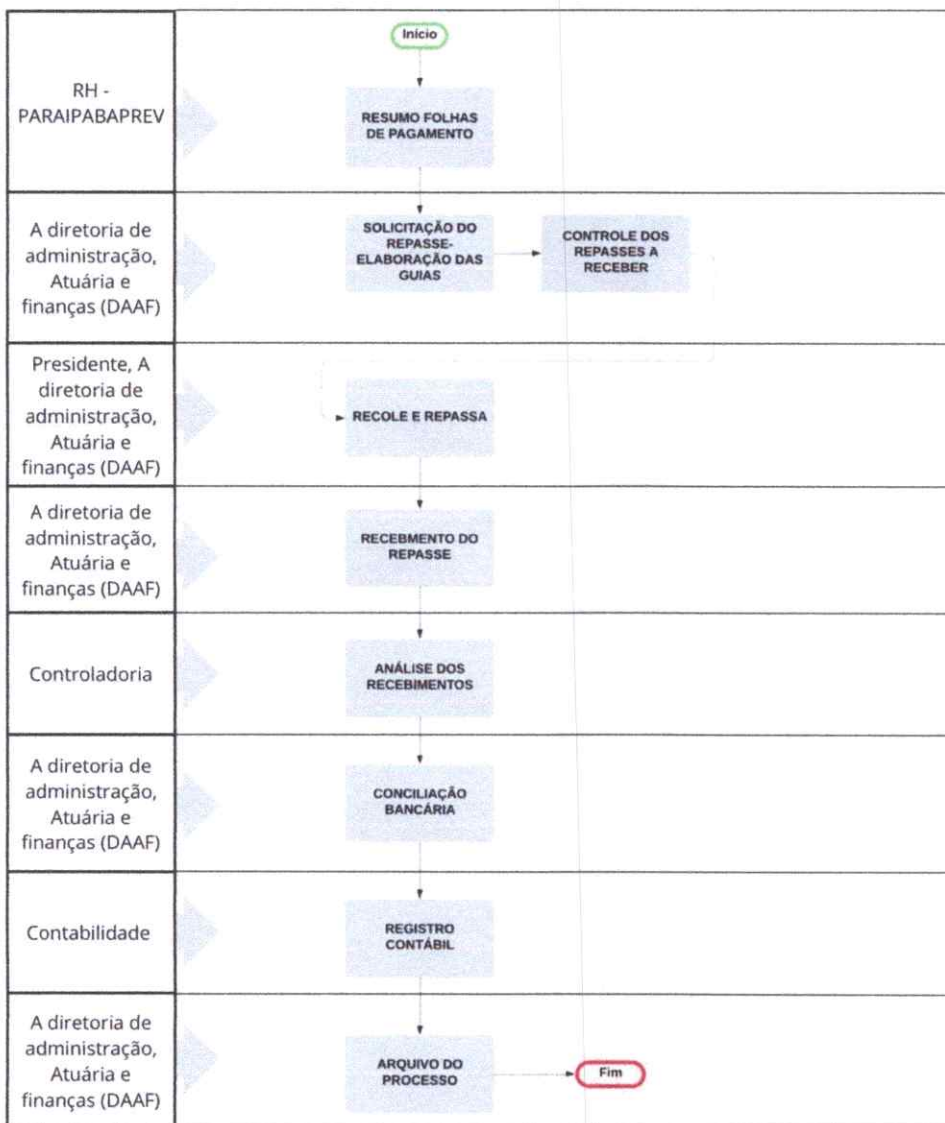 Início
RH -
PARAIPABAPREV
RESUMO FOLHAS
DE PAGAMENTO
A diretoria de
administração,
Atuária e
finanças (DAAF)
SOLICITAÇÃO DO
REPASSE-
ELABORAÇÃO DAS
GUIAS
CONTROLE DOS
REPASSES A
RECEBER
Presidente, A
diretoria de
administração,
Atuária e
finanças (DAAF)
RECOLE E REPASSA
A diretoria de
administração,
Atuária e
finanças (DAAF)
RECEBMENTO DO
REPASSE
Controladoria
ANÁLISE DOS
RECEBIMENTOS
A diretoria de
administração,
Atuária e
finanças (DAAF)
CONCILIAÇÃO
BANCÁRIA
Contabilidade
REGISTRO
CONTÁBIL
A diretoria de
administração,
Atuária e
finanças (DAAF)
ARQUIVO DO
PROCESSO
Fim